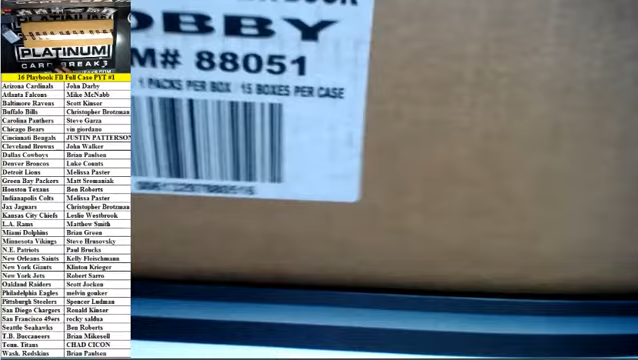 PLATINUM
PLATINUM
CARD BREAKS
16 Playbook FB Full Case PYT #1
Arizona Cardinals John Darby
Atlanta Falcons Mike McNabb
Baltimore Ravens Scott Kinser
Buffalo Bills Christopher Brotzman
Carolina Panthers Steve Garza
Chicago Bears vin giordano
Cincinnati Bengals JUSTIN PATTERSON
Cleveland Browns John Walker
Dallas Cowboys Brian Paulsen
Denver Broncos Luke Counts
Detroit Lions Melissa Paster
Green Bay Packers Matt Semaniak
Houston Texans Ben Roberts
Indianapolis Colts Melissa Paster
Jax Jaguars Christopher Brotzman
Kansas City Chiefs Leslie Westbrook
L.A. Rams Matthew Smith
Miami Dolphins Brian Green
Minnesota Vikings Steve Hrusovsky
N.E. Patriots Paul Brucks
New Orleans Saints Kelly Fleischmann
New York Giants Klinton Krieger
New York Jets Robert Sarro
Oakland Raiders Scott Jocken
Philadelphia Eagles melvin gouker
Pittsburgh Steelers Spencer Ludman
San Diego Chargers Ronald Kinser
San Francisco 49ers rocky saldua
Seattle Seahawks Ben Roberts
T.B. Buccaneers Brian Mikesell
Tenn. Titans CHAD CICON
Wash. Redskins Brian Paulsen
OBBY
M# 88051
1 PACKS PER BOX / 15 BOXES PER CASE